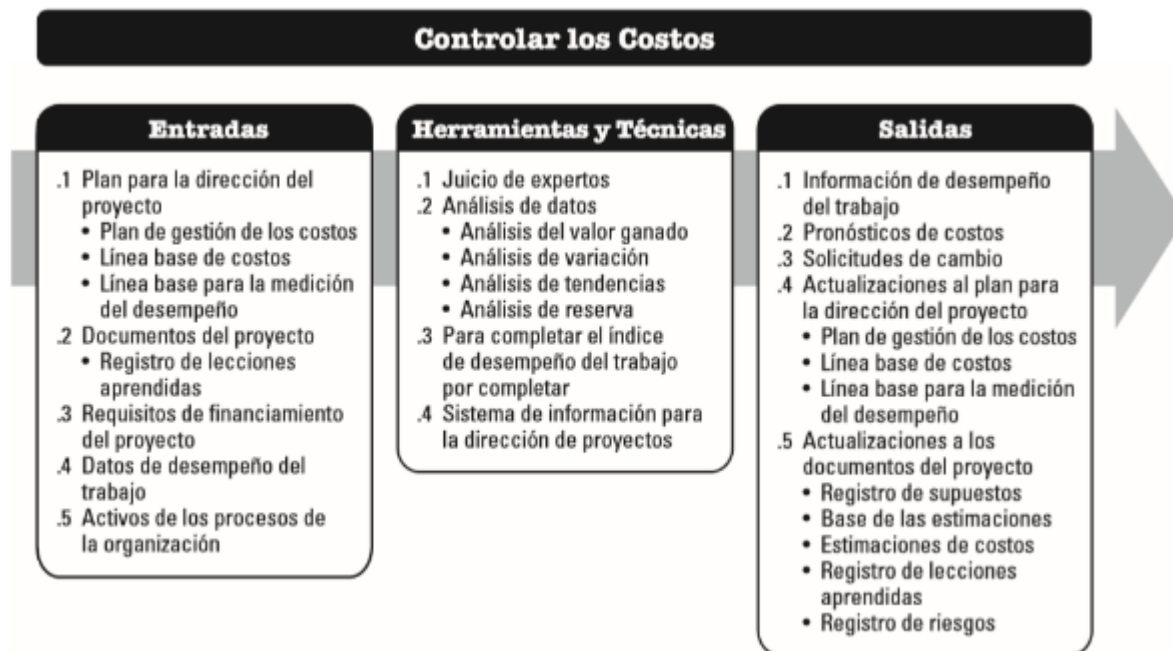 Controlar los Costos
Entradas
.1 Plan para la dirección del
proyecto
• Plan de gestión de los costos
• Línea base de costos
• Línea base para la medición
del desempeño
.2 Documentos del proyecto
• Registro de lecciones
aprendidas
.3 Requisitos de financiamiento
del proyecto
.4 Datos de desempeño del
trabajo
.5 Activos de los procesos de
la organización
Herramientas y Técnicas
.1 Juicio de expertos
.2 Análisis de datos
• Análisis del valor ganado
• Análisis de variación
• Análisis de tendencias
• Análisis de reserva
.3 Para completar el índice
de desempeño del trabajo
por completar
.4 Sistema de información para
la dirección de proyectos
Salidas
.1 Información de desempeño
del trabajo
.2 Pronósticos de costos
.3 Solicitudes de cambio
.4 Actualizaciones al plan para
la dirección del proyecto
• Plan de gestión de los costos
• Línea base de costos
• Línea base para la medición
del desempeño
.5 Actualizaciones a los
documentos del proyecto
• Registro de supuestos
• Base de las estimaciones
• Estimaciones de costos
• Registro de lecciones
aprendidas
• Registro de riesgos